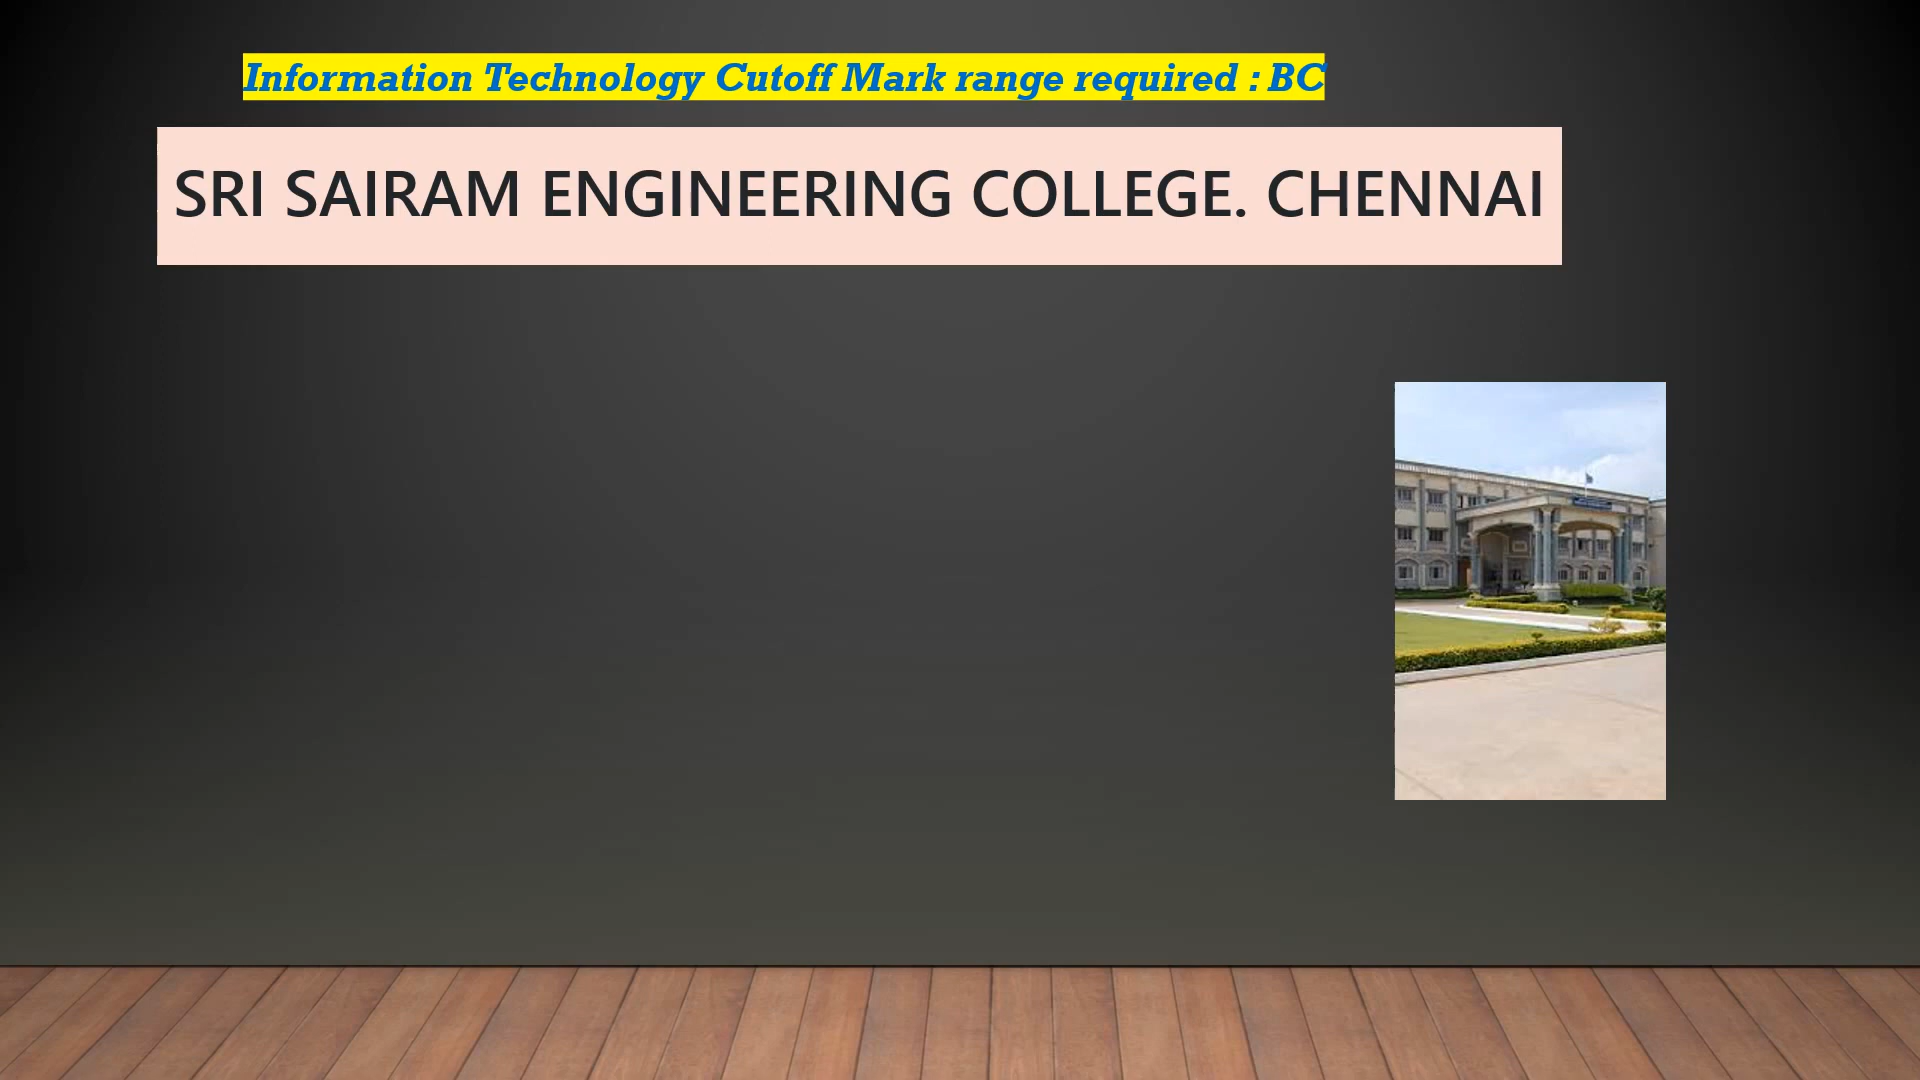 Information Technology Cutoff Mark range required : BC
SRI SAIRAM ENGINEERING COLLEGE. CHENNAI